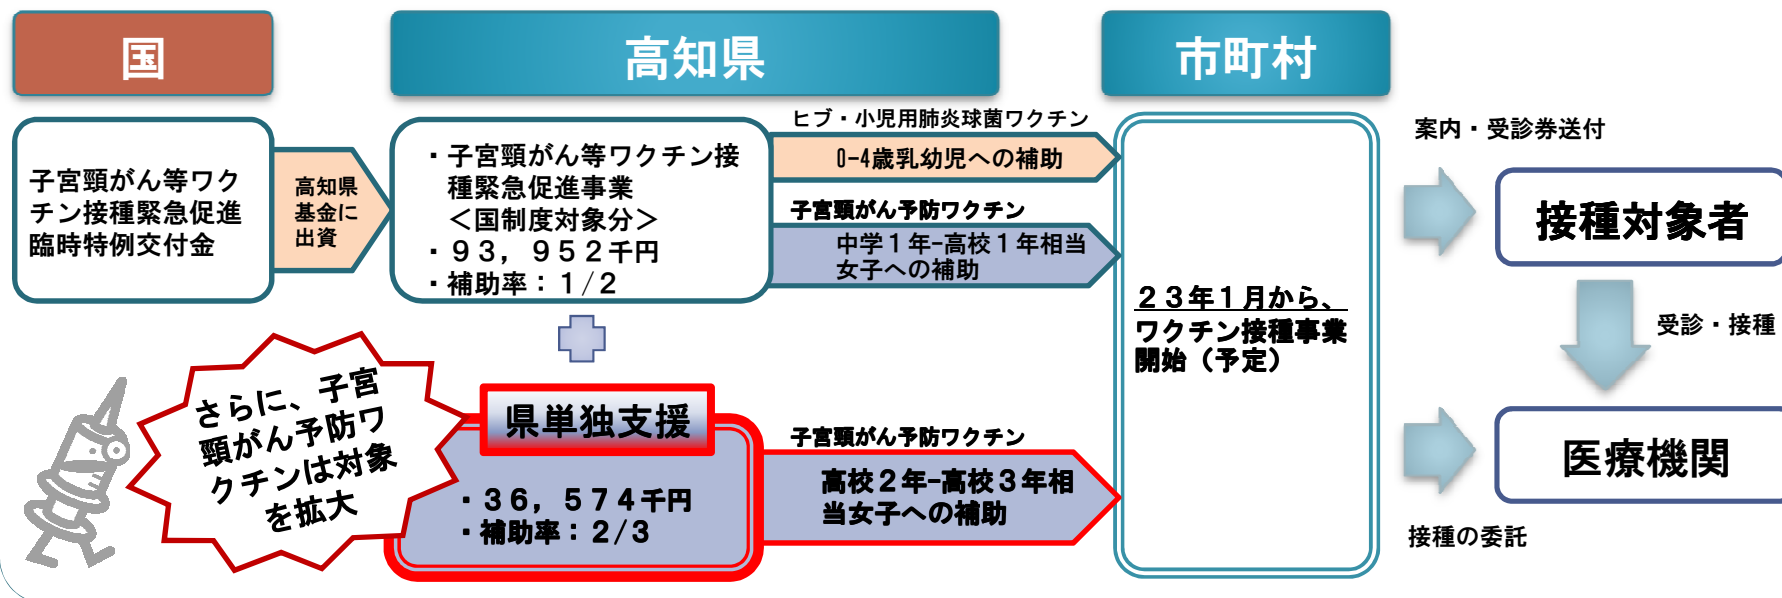 国
高知県
市町村
子宮頸がん等ワク
チン接種緊急促進
臨時特例交付金
高知県
基金に
出資
・子宮頸がん等ワクチン接
種緊急促進事業
＜国制度対象分＞
・９３，９５２千円
・補助率：１/２
ヒブ・小児用肺炎球菌ワクチン
0-4歳乳幼児への補助
子宮頸がん予防ワクチン
中学１年-高校１年相当
女子への補助
２３年１月から、
ワクチン接種事業
開始（予定）
案内・受診券送付
接種対象者
受診・接種
医療機関
接種の委託
さらに、子宮
頸がん予防ワ
クチンは対象
を拡大
県単独支援
・３６，５７４千円
・補助率：２/３
子宮頸がん予防ワクチン
高校２年-高校３年相
当女子への補助